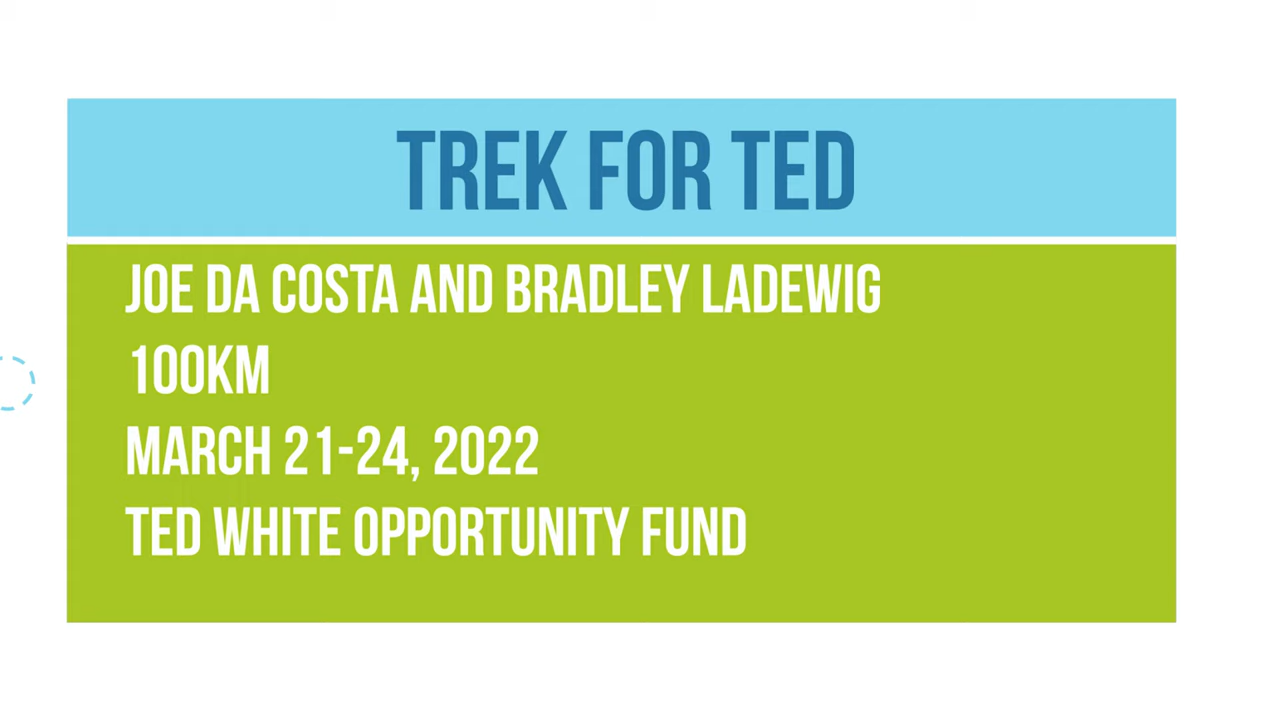 TREK FOR TED
JOE DA COSTA AND BRADLEY LADEWIG
100KM
MARCH 21-24, 2022
TED WHITE OPPORTUNITY FUND